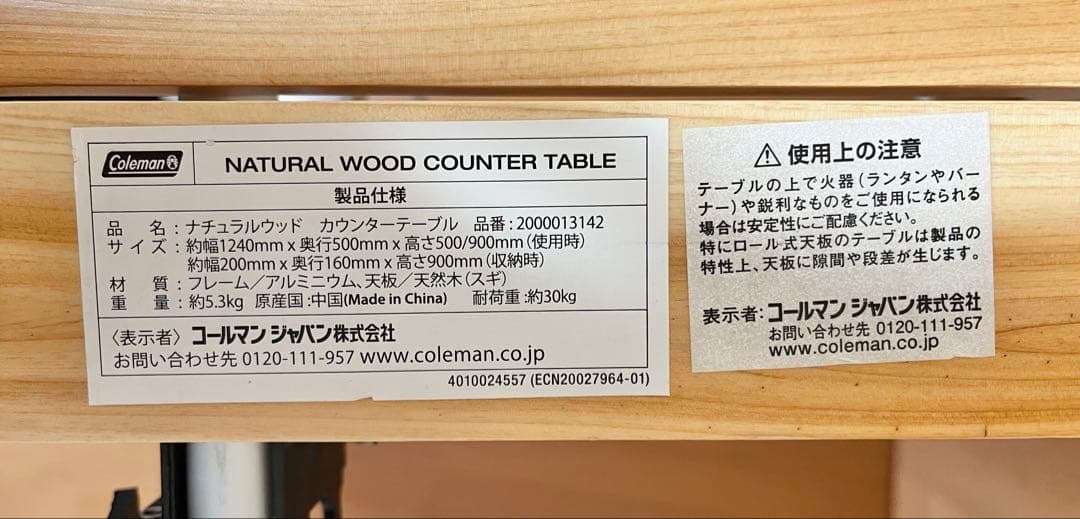 Coleman
NATURAL WOOD COUNTER TABLE
製品仕様
品 名：ナチュラルウッド カウンターテーブル 品番：2000013142
サイズ：約幅1240mm x 奥行500mm x 高さ500/900mm（使用時）
約幅200mm x 奥行160mm x 高さ900mm（収納時）
材 質：フレーム／アルミニウム、天板／天然木（スギ）
重 量：約5.3kg 原産国:中国(Made in China) 耐荷重：約30kg
〈表示者〉コールマン ジャパン株式会社
お問い合わせ先 0120-111-957 www.coleman.co.jp
4010024557 (ECN20027964-01)
⚠ 使用上の注意
テーブルの上で火器（ランタンやバー
ナー）や鋭利なものをご使用になられる
場合は安定性にご配慮ください。
特にロール式天板のテーブルは製品の
特性上、天板に隙間や段差が生じます。
表示者：コールマン ジャパン株式会社
お問い合わせ先 0120-111-957
www.coleman.co.jp